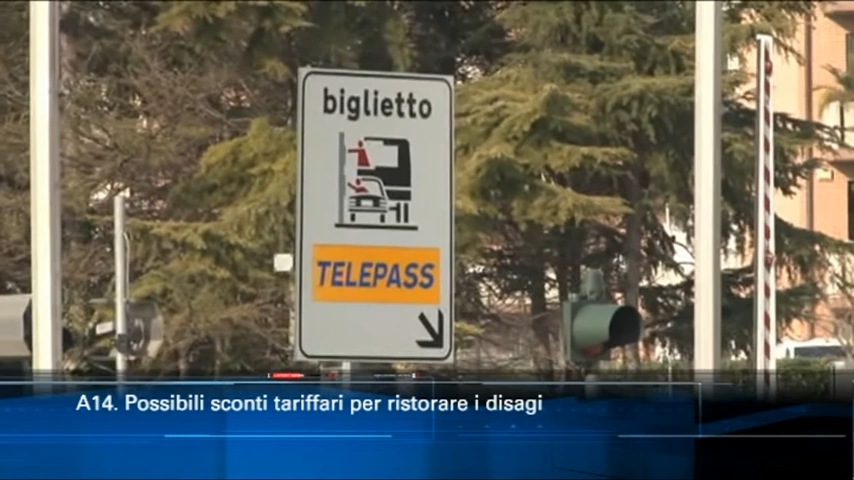 biglietto
TELEPASS
A14. Possibili sconti tariffari per ristorare i disagi